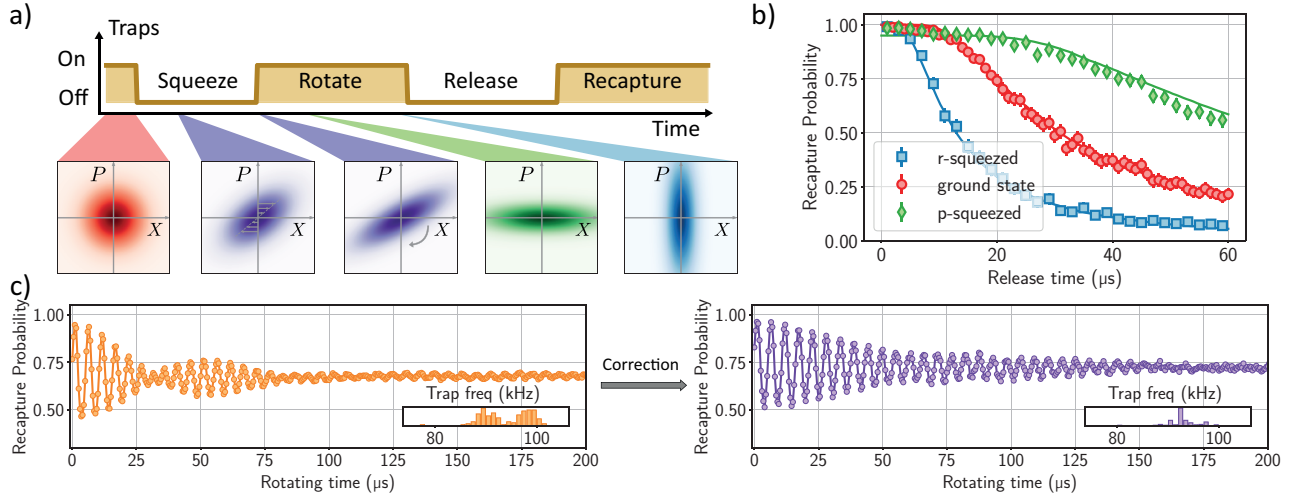 a)
Traps
On
Off
Squeeze
Rotate
Release
Recapture
Time
P
X
P
X
P
X
P
X
P
X
b)
Recapture Probability
1.00
0.75
0.50
0.25
0.00
r-squeezed
ground state
p-squeezed
0
20
40
60
Release time (μs)
c)
Recapture Probability
1.00
0.75
0.50
Trap freq (kHz)
80
100
0
25
50
75
100
125
150
175
200
Rotating time (μs)
Correction
Recapture Probability
1.00
0.75
0.50
Trap freq (kHz)
80
100
0
25
50
75
100
125
150
175
200
Rotating time (μs)